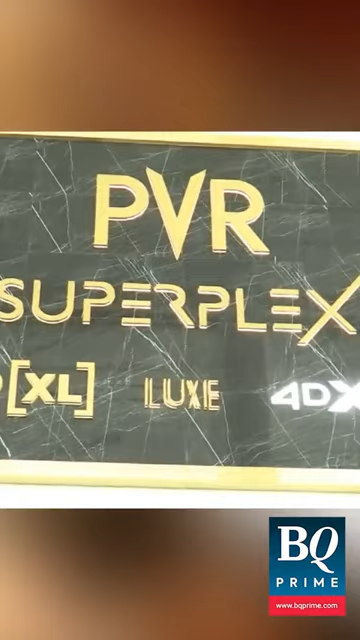 PVR
SUPERPLEX
P[XL] LUXE 4DX
BQ
PRIME
www.bqprime.com